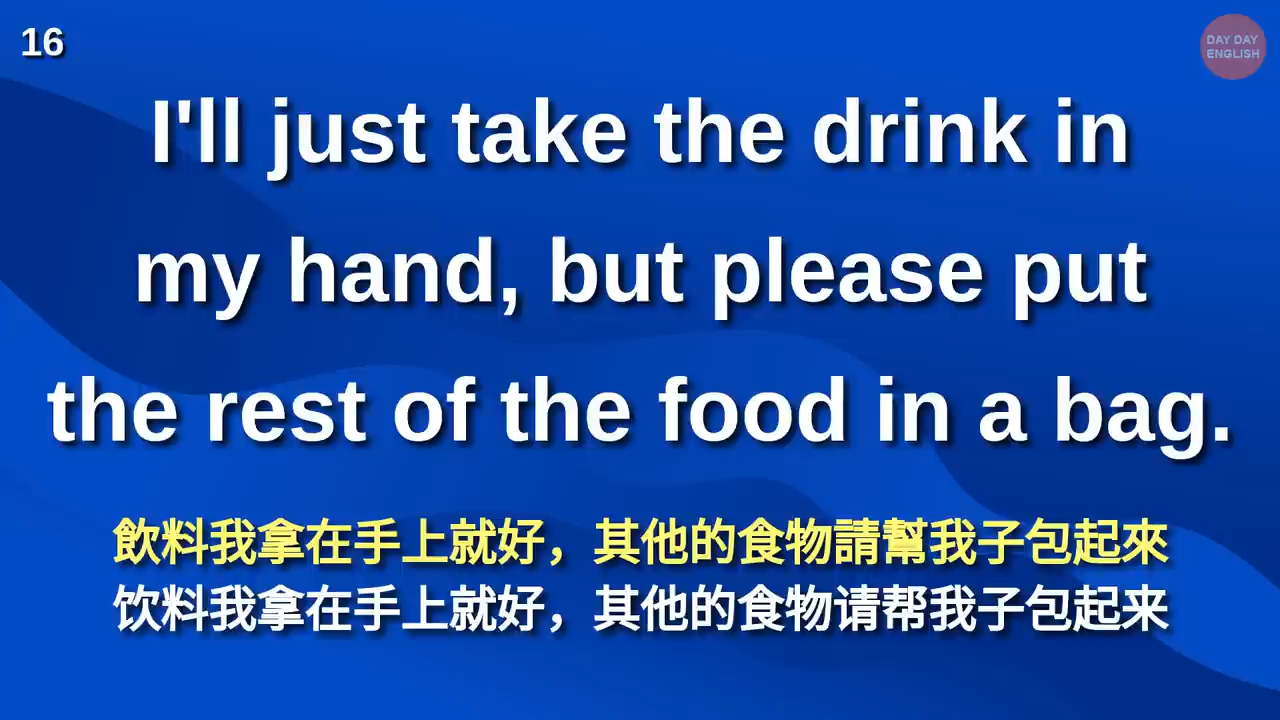 16
DAY DAY
ENGLISH
I'll just take the drink in
my hand, but please put
the rest of the food in a bag.
飲料我拿在手上就好，其他的食物請幫我子包起來
饮料我拿在手上就好，其他的食物请帮我子包起来